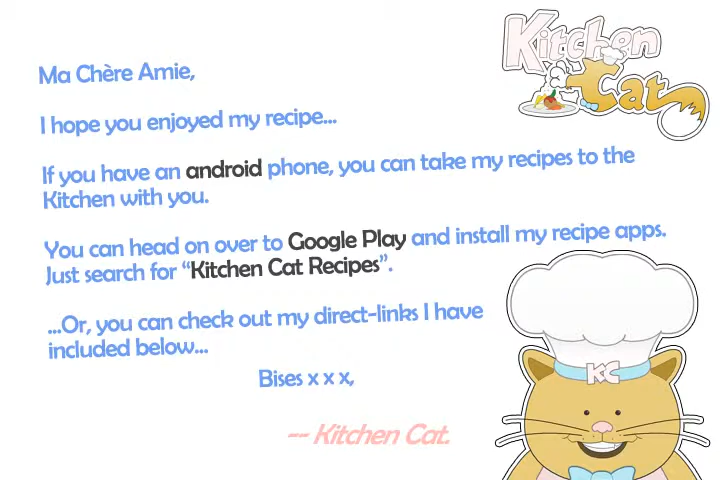 Kitchen
Cat
Ma Chère Amie,
I hope you enjoyed my recipe...
If you have an android phone, you can take my recipes to the
Kitchen with you.
You can head on over to Google Play and install my recipe apps.
Just search for “Kitchen Cat Recipes”.
...Or, you can check out my direct-links I have
included below...
Bises x x x,
-- Kitchen Cat.
KC